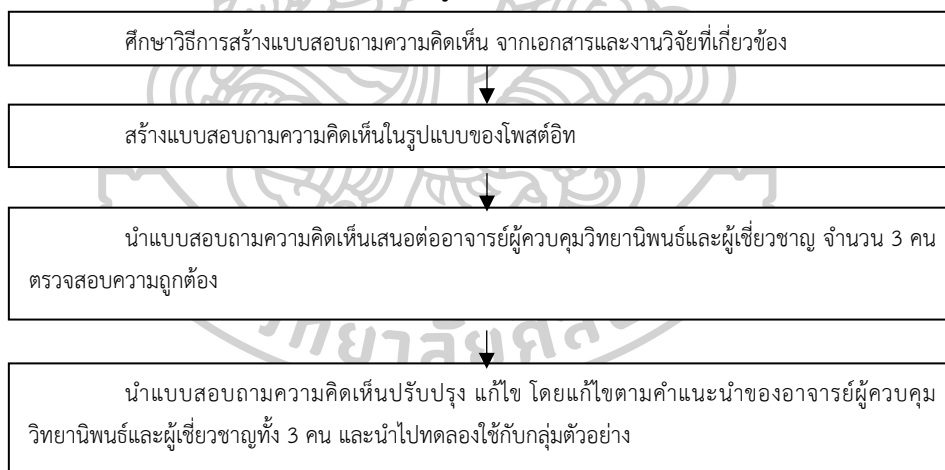 ศึกษาวิธีการสร้างแบบสอบถามความคิดเห็น จากเอกสารและงานวิจัยที่เกี่ยวข้อง
สร้างแบบสอบถามความคิดเห็นในรูปแบบของโพสต์อิท
นำแบบสอบถามความคิดเห็นเสนอต่ออาจารย์ผู้ควบคุมวิทยานิพนธ์และผู้เชี่ยวชาญ จำนวน 3 คน
ตรวจสอบความถูกต้อง
นำแบบสอบถามความคิดเห็นปรับปรุง แก้ไข โดยแก้ไขตามคำแนะนำของอาจารย์ผู้ควบคุม
วิทยานิพนธ์และผู้เชี่ยวชาญทั้ง 3 คน และนำไปทดลองใช้กับกลุ่มตัวอย่าง